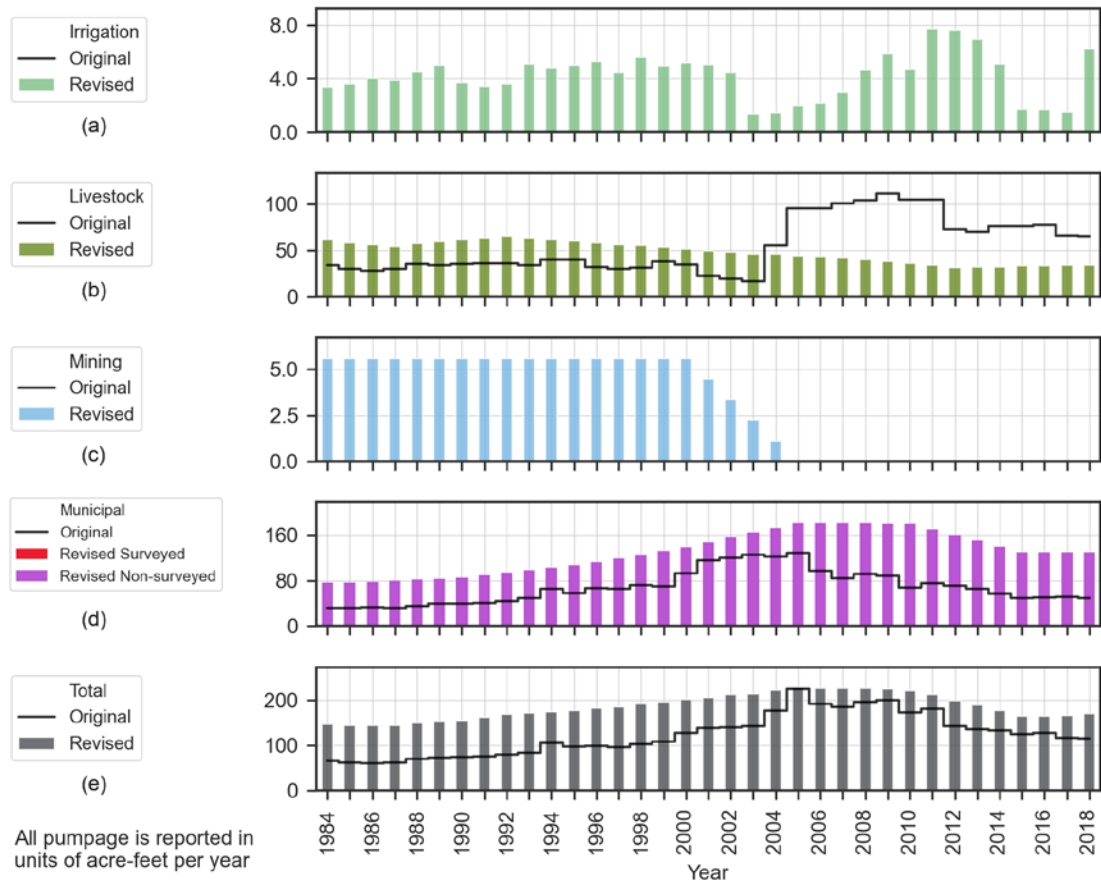 Irrigation
Original
Revised
(a)
8.0
4.0
0.0
Livestock
Original
Revised
(b)
100
50
0
Mining
Original
Revised
(c)
5.0
2.5
0.0
Municipal
Original
Revised Surveyed
Revised Non-surveyed
(d)
160
80
0
Total
Original
Revised
(e)
200
100
0
1984
1986
1988
1990
1992
1994
1996
1998
2000
2002
2004
2006
2008
2010
2012
2014
2016
2018
Year
All pumpage is reported in
units of acre-feet per year